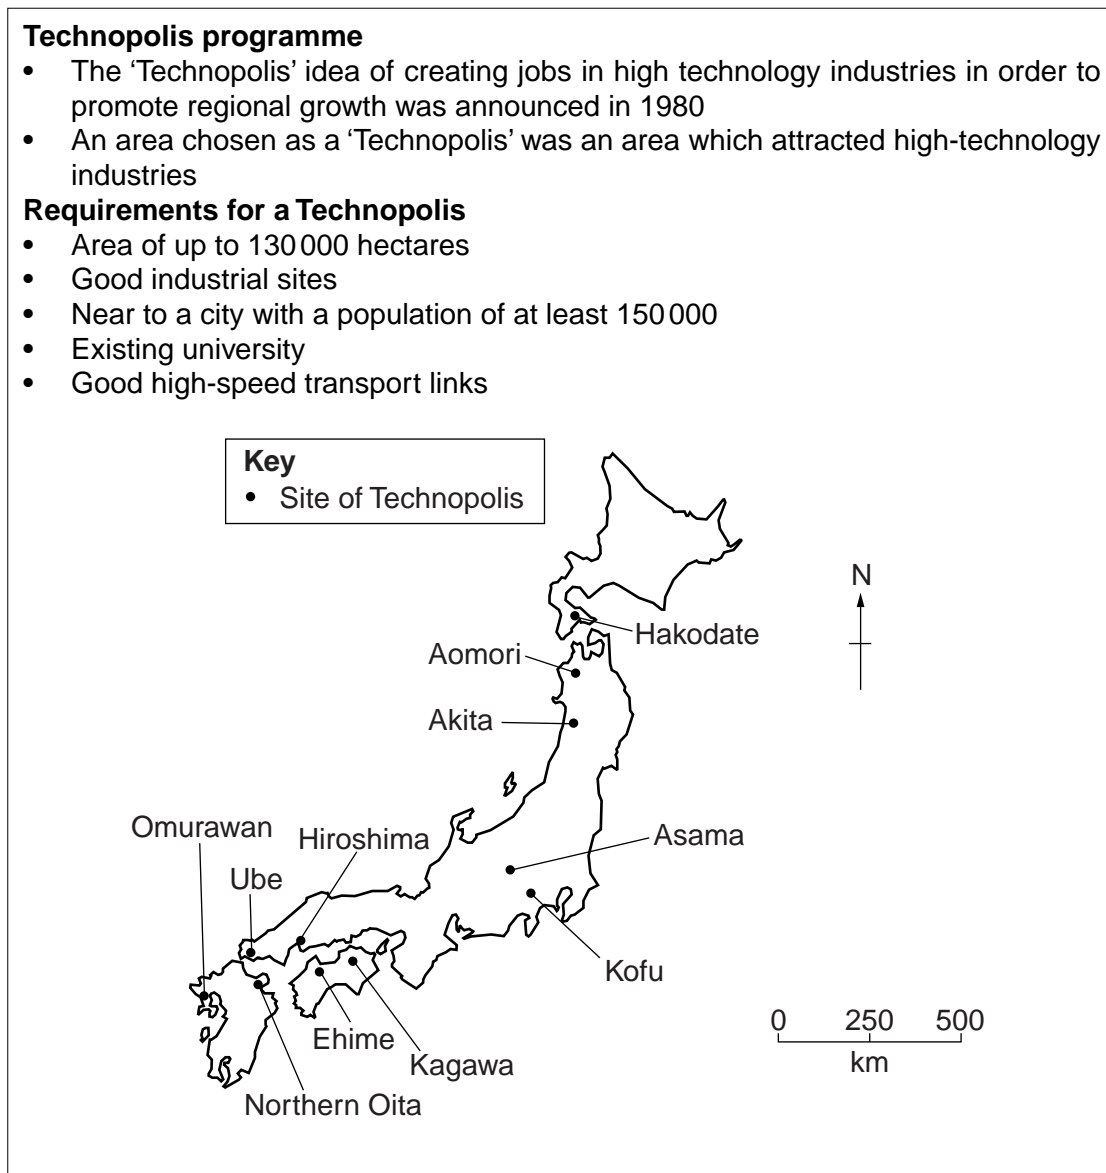 Technopolis programme
• The ‘Technopolis’ idea of creating jobs in high technology industries in order to
promote regional growth was announced in 1980
• An area chosen as a ‘Technopolis’ was an area which attracted high-technology
industries
Requirements for a Technopolis
• Area of up to 130 000 hectares
• Good industrial sites
• Near to a city with a population of at least 150 000
• Existing university
• Good high-speed transport links
Key
• Site of Technopolis
N
Hakodate
Aomori
Akita
Omurawan
Hiroshima
Asama
Ube
Kofu
Ehime
Kagawa
Northern Oita
0 250 500
km